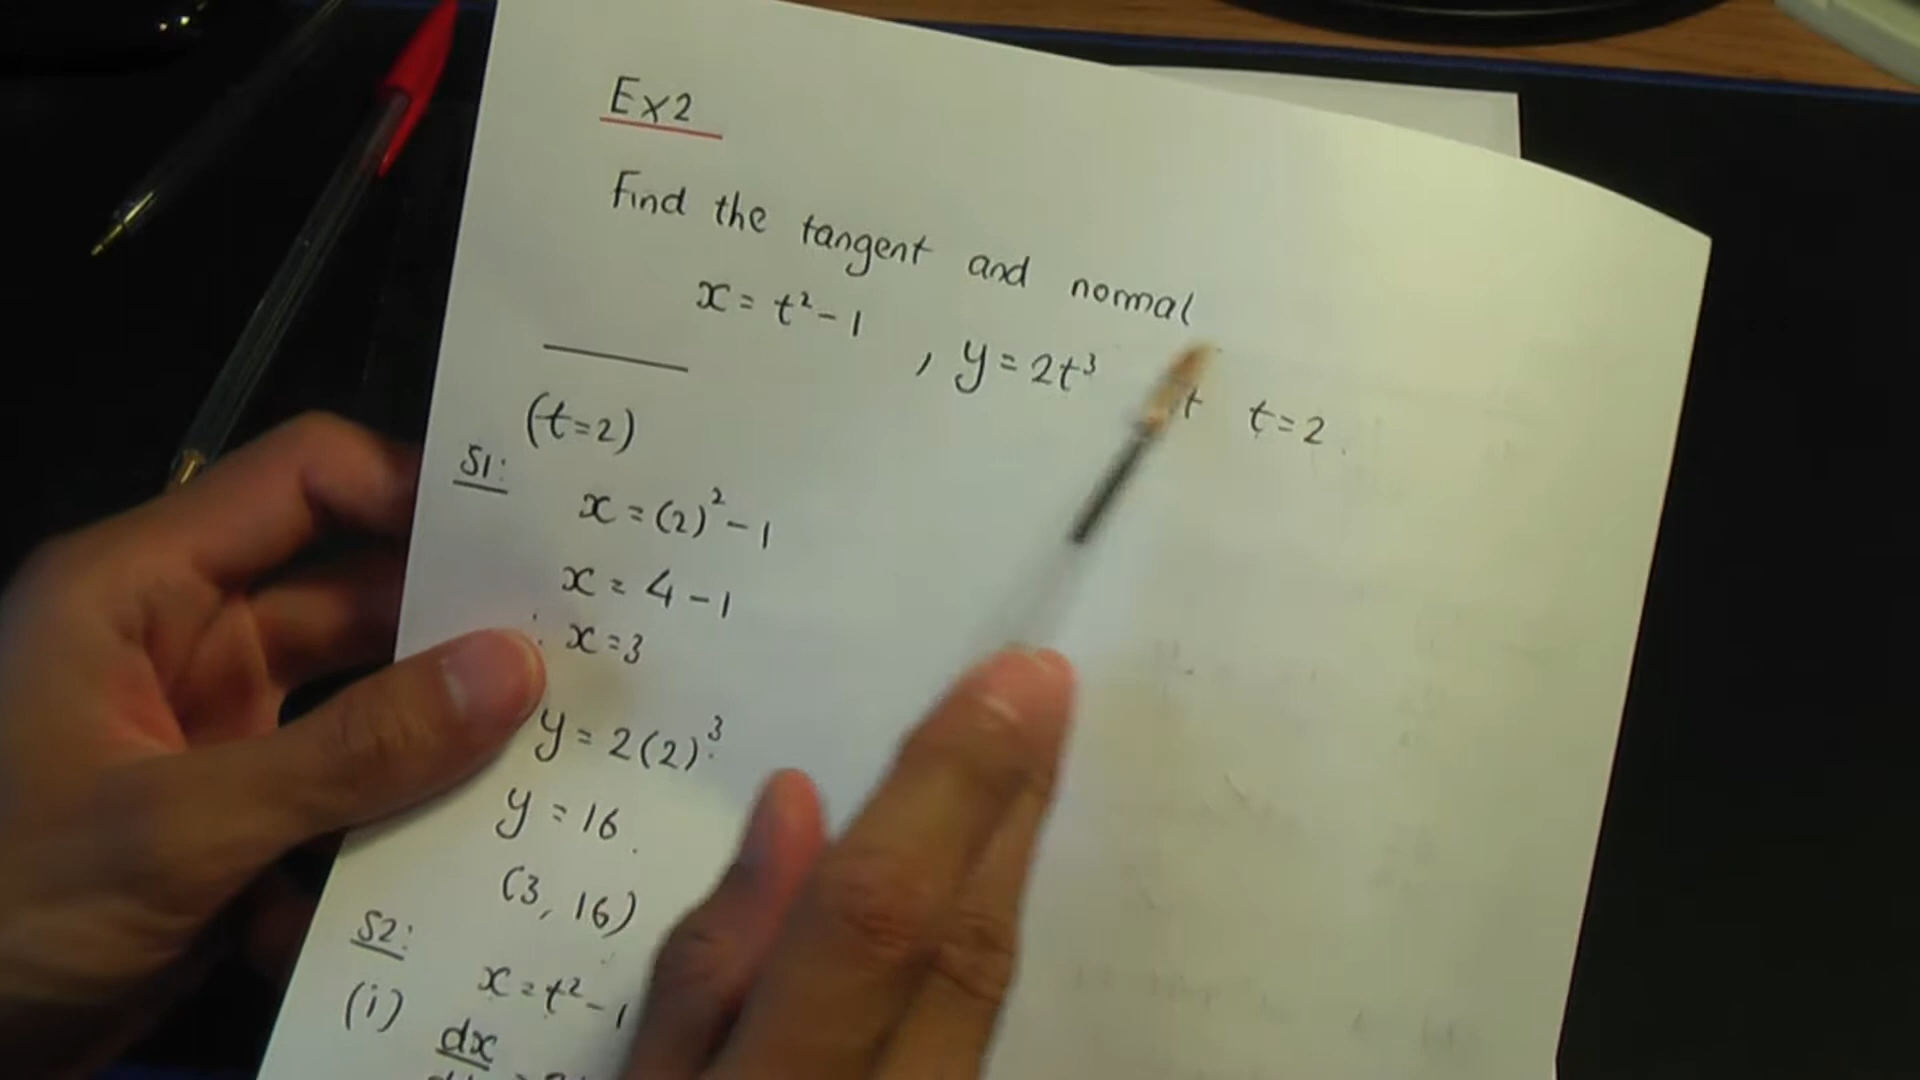 Ex2
Find the tangent and normal
x = t² - 1 , y = 2t³ t t = 2.
(t=2)
S1:
x = (2)² - 1
x = 4 - 1
∴ x = 3
y = 2(2)³
y = 16.
(3, 16)
S2:
(i) x = t² - 1
dx